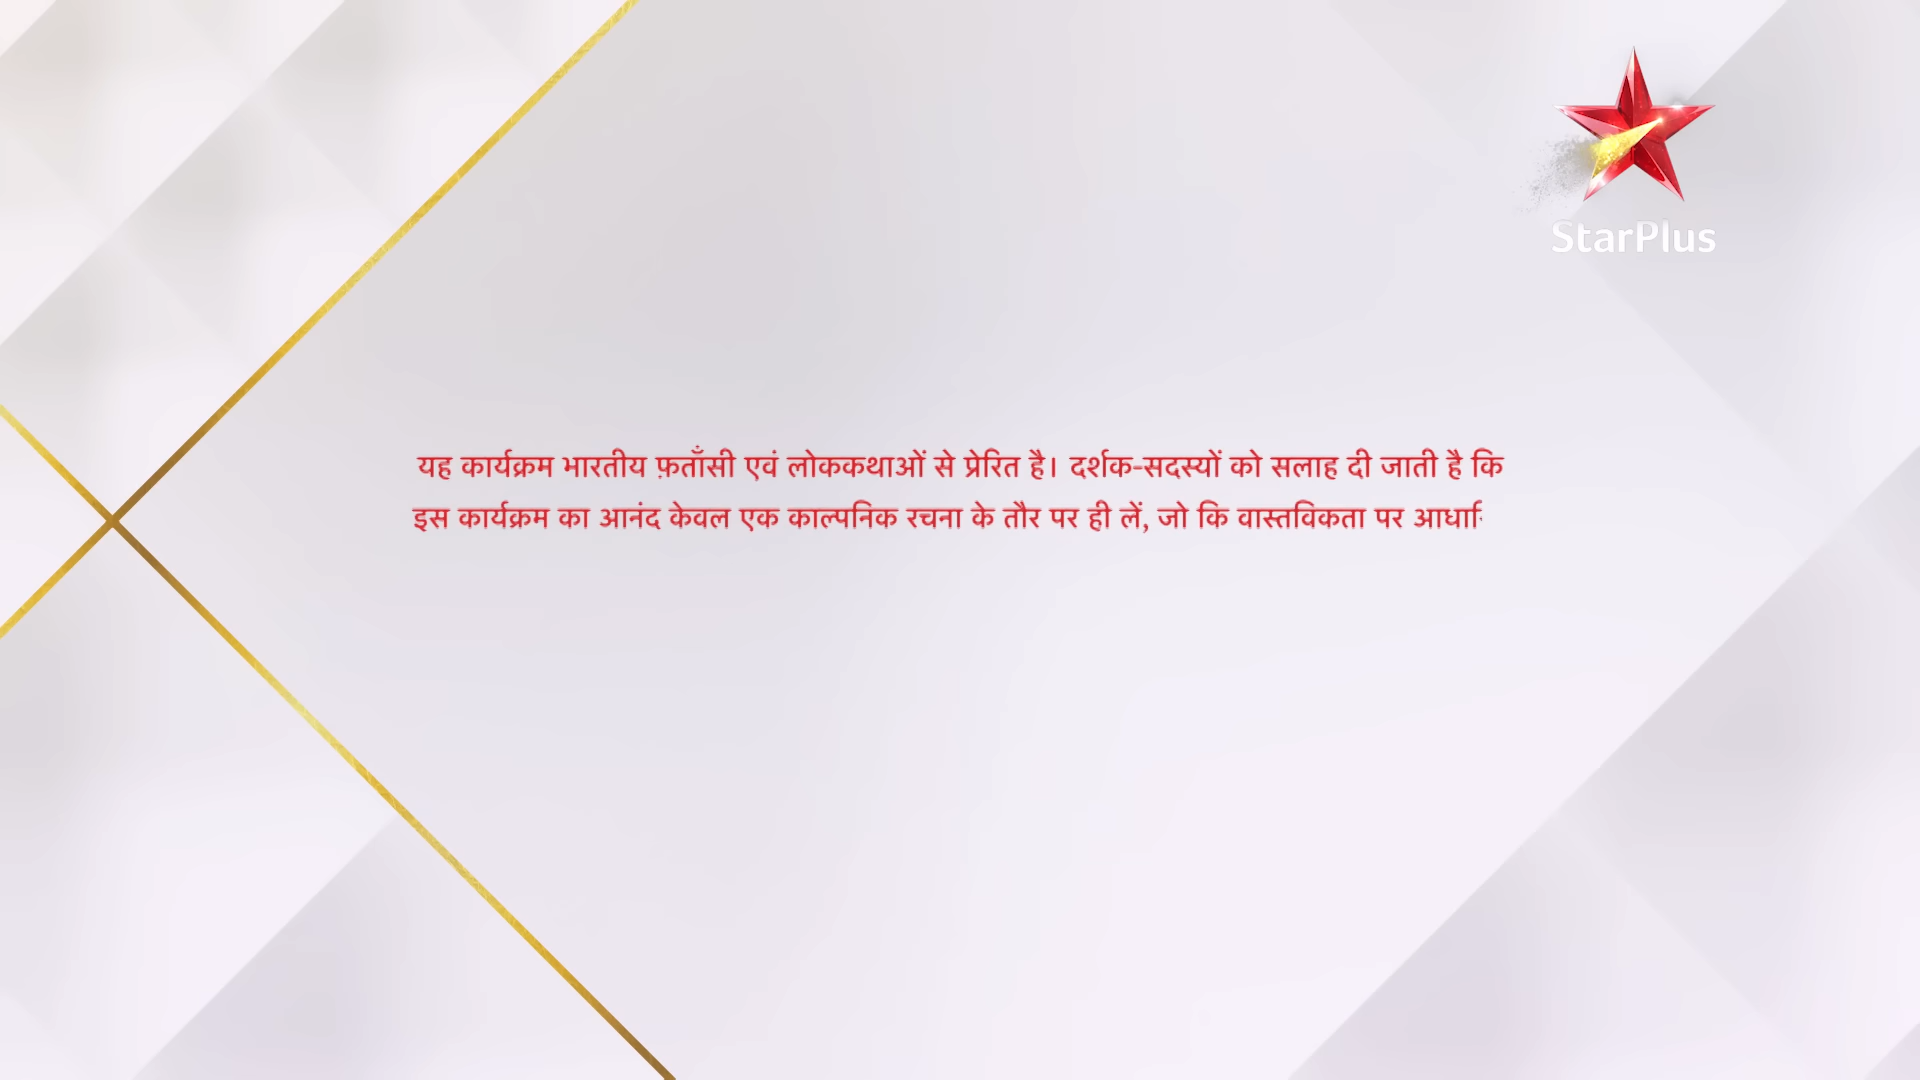 StarPlus
यह कार्यक्रम भारतीय फ़ताँसी एवं लोककथाओं से प्रेरित है। दर्शक-सदस्यों को सलाह दी जाती है कि
इस कार्यक्रम का आनंद केवल एक काल्पनिक रचना के तौर पर ही लें, जो कि वास्तविकता पर